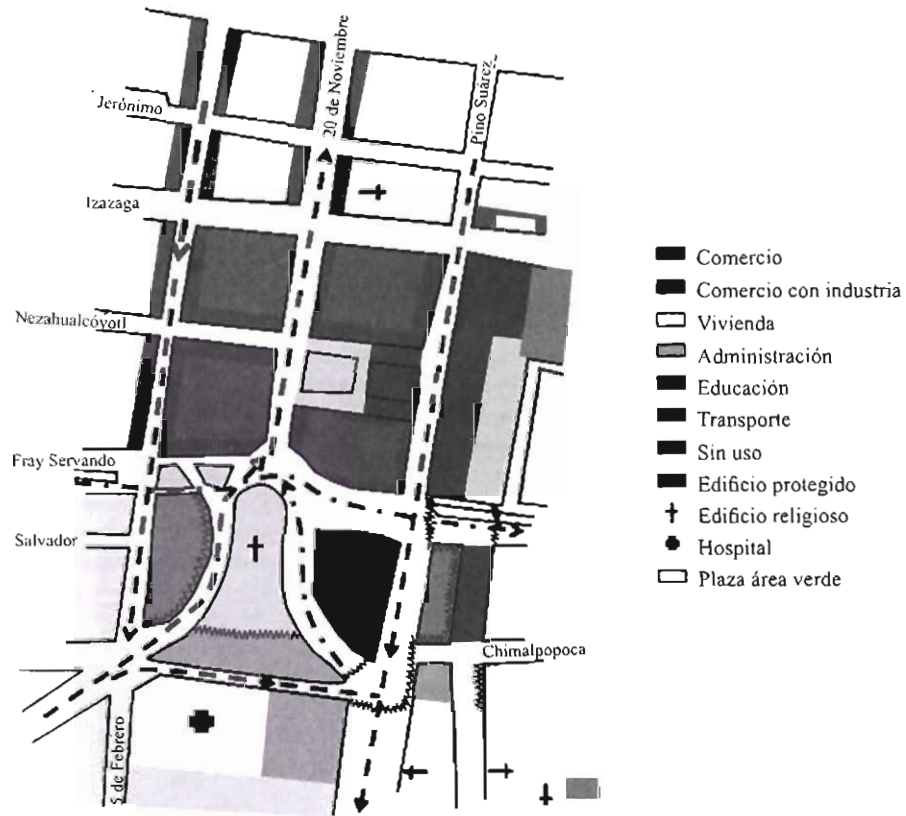 Jerónimo
20 de Noviembre
Pino Suárez
Izazaga
Nezahualcóyotl
Fray Servando
Salvador
Chimalpopoca
5 de Febrero
Comercio
Comercio con industria
Vivienda
Administración
Educación
Transporte
Sin uso
Edificio protegido
Edificio religioso
Hospital
Plaza área verde